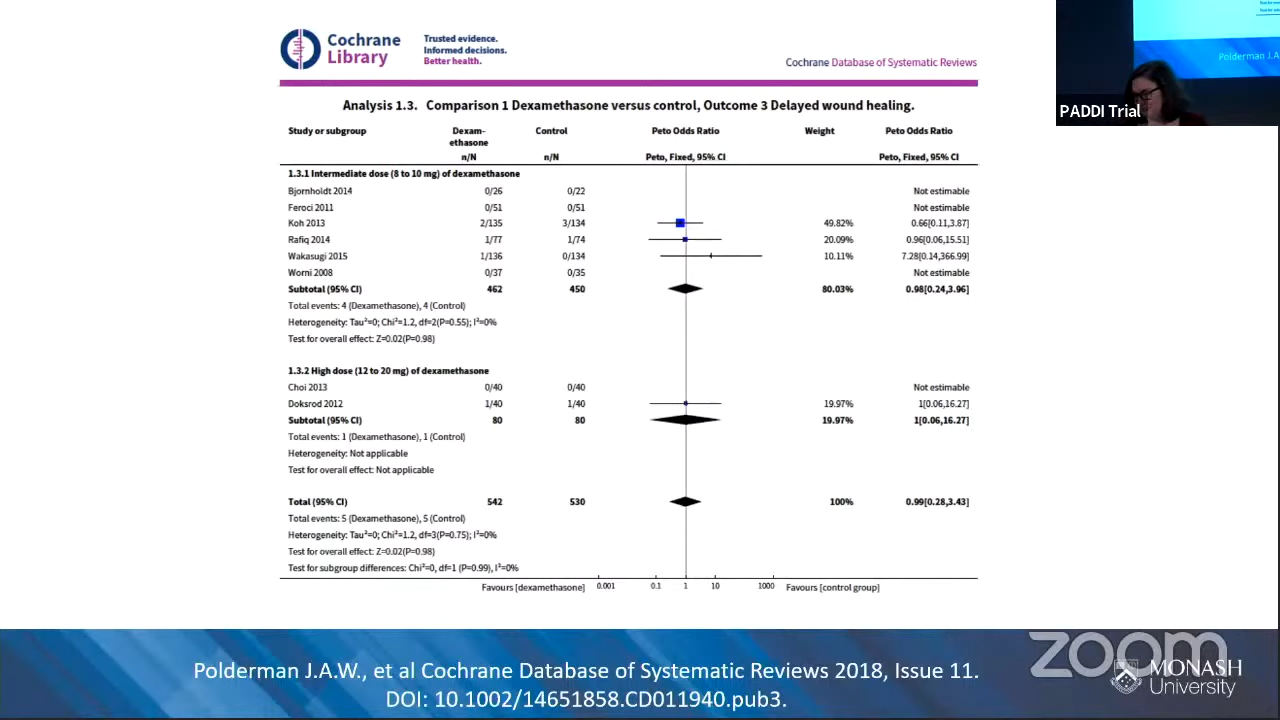 Cochrane
Library
Trusted evidence.
Informed decisions.
Better health.
Cochrane Database of Systematic Reviews
Polderman J.A
PADDI Trial
Analysis 1.3. Comparison 1 Dexamethasone versus control, Outcome 3 Delayed wound healing.
Study or subgroup Dexam- Control Peto Odds Ratio Weight Peto Odds Ratio
ethasone
n/N n/N Peto, Fixed, 95% CI Peto, Fixed, 95% CI
1.3.1 Intermediate dose (8 to 10 mg) of dexamethasone
Bjornholdt 2014 0/26 0/22 Not estimable
Feroci 2011 0/51 0/51 Not estimable
Koh 2013 2/135 3/134 49.82% 0.66[0.11,3.87]
Rafiq 2014 1/77 1/74 20.09% 0.96[0.06,15.51]
Wakasugi 2015 1/136 0/134 10.11% 7.28[0.14,366.99]
Worni 2008 0/37 0/35 Not estimable
Subtotal (95% CI) 462 450 80.03% 0.98[0.24,3.96]
Total events: 4 (Dexamethasone), 4 (Control)
Heterogeneity: Tau²=0; Chi²=1.2, df=2(P=0.55); I²=0%
Test for overall effect: Z=0.02(P=0.98)
1.3.2 High dose (12 to 20 mg) of dexamethasone
Choi 2013 0/40 0/40 Not estimable
Doksrod 2012 1/40 1/40 19.97% 1[0.06,16.27]
Subtotal (95% CI) 80 80 19.97% 1[0.06,16.27]
Total events: 1 (Dexamethasone), 1 (Control)
Heterogeneity: Not applicable
Test for overall effect: Not applicable
Total (95% CI) 542 530 100% 0.99[0.28,3.43]
Total events: 5 (Dexamethasone), 5 (Control)
Heterogeneity: Tau²=0; Chi²=1.2, df=3(P=0.75); I²=0%
Test for overall effect: Z=0.02(P=0.98)
Test for subgroup differences: Chi²=0, df=1 (P=0.99), I²=0%
Favours [dexamethasone] 0.001 0.1 1 10 1000 Favours [control group]
Polderman J.A.W., et al Cochrane Database of Systematic Reviews 2018, Issue 11.
DOI: 10.1002/14651858.CD011940.pub3.
zoom
MONASH
University